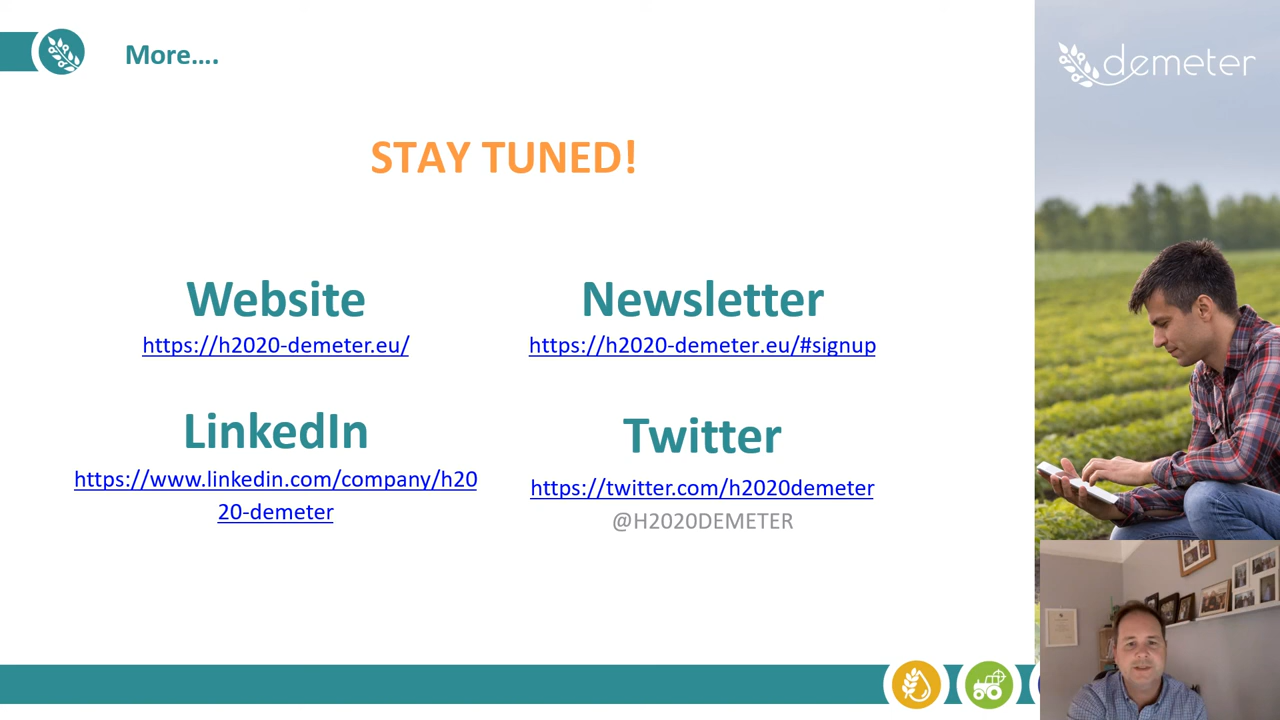 More....
demeter
STAY TUNED!
Website
https://h2020-demeter.eu/
Newsletter
https://h2020-demeter.eu/#signup
LinkedIn
https://www.linkedin.com/company/h20
20-demeter
Twitter
https://twitter.com/h2020demeter
@H2020DEMETER